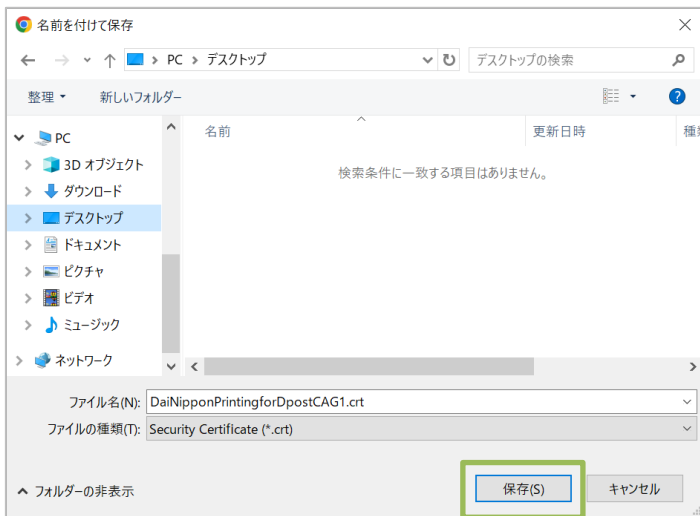 名前を付けて保存
PC > デスクトップ
デスクトップの検索
整理
新しいフォルダー
PC
3D オブジェクト
ダウンロード
デスクトップ
ドキュメント
ピクチャ
ビデオ
ミュージック
ネットワーク
名前
更新日時
種
検索条件に一致する項目はありません。
ファイル名(N):
DaiNipponPrintingforDpostCAG1.crt
ファイルの種類(T):
Security Certificate (*.crt)
フォルダーの非表示
保存(S)
キャンセル